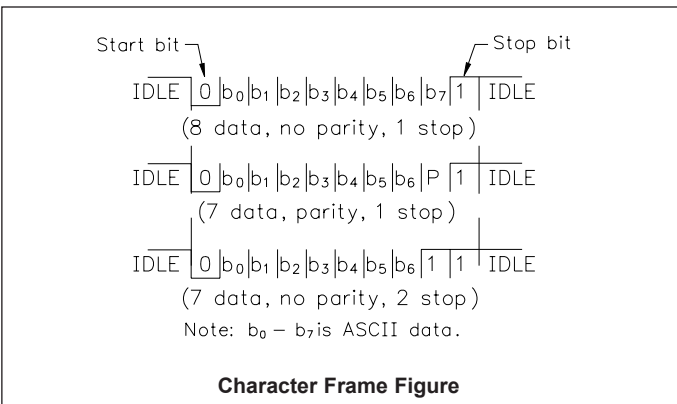 Start bit Stop bit
IDLE 0 b₀ b₁ b₂ b₃ b₄ b₅ b₆ b₇ 1 IDLE
(8 data, no parity, 1 stop)
IDLE 0 b₀ b₁ b₂ b₃ b₄ b₅ b₆ P 1 IDLE
(7 data, parity, 1 stop)
IDLE 0 b₀ b₁ b₂ b₃ b₄ b₅ b₆ 1 1 IDLE
(7 data, no parity, 2 stop)
Note: b₀ – b₇ is ASCII data.
Character Frame Figure